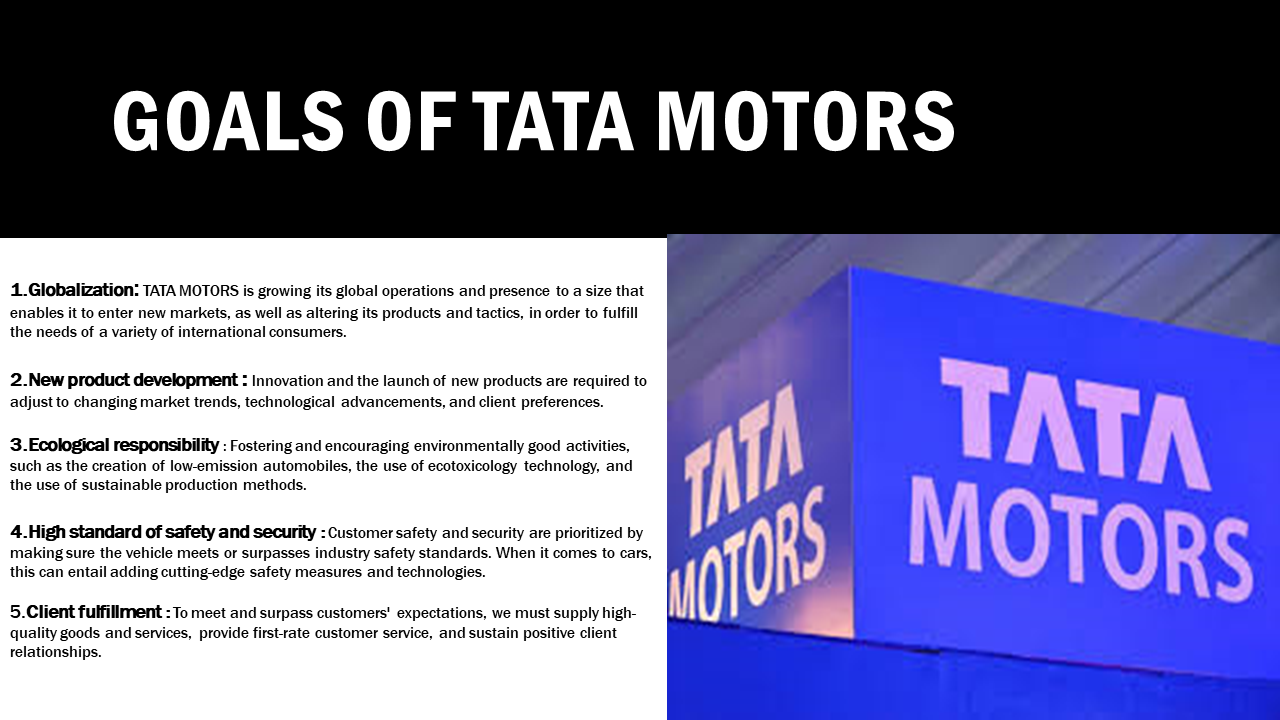 GOALS OF TATA MOTORS
1.Globalization: TATA MOTORS is growing its global operations and presence to a size that
enables it to enter new markets, as well as altering its products and tactics, in order to fulfill
the needs of a variety of international consumers.
2.New product development : Innovation and the launch of new products are required to
adjust to changing market trends, technological advancements, and client preferences.
3.Ecological responsibility : Fostering and encouraging environmentally good activities,
such as the creation of low-emission automobiles, the use of ecotoxicology technology, and
the use of sustainable production methods.
4.High standard of safety and security : Customer safety and security are prioritized by
making sure the vehicle meets or surpasses industry safety standards. When it comes to cars,
this can entail adding cutting-edge safety measures and technologies.
5.Client fulfillment : To meet and surpass customers' expectations, we must supply high-
quality goods and services, provide first-rate customer service, and sustain positive client
relationships.
TATA
MOTORS
TATA
MOTORS